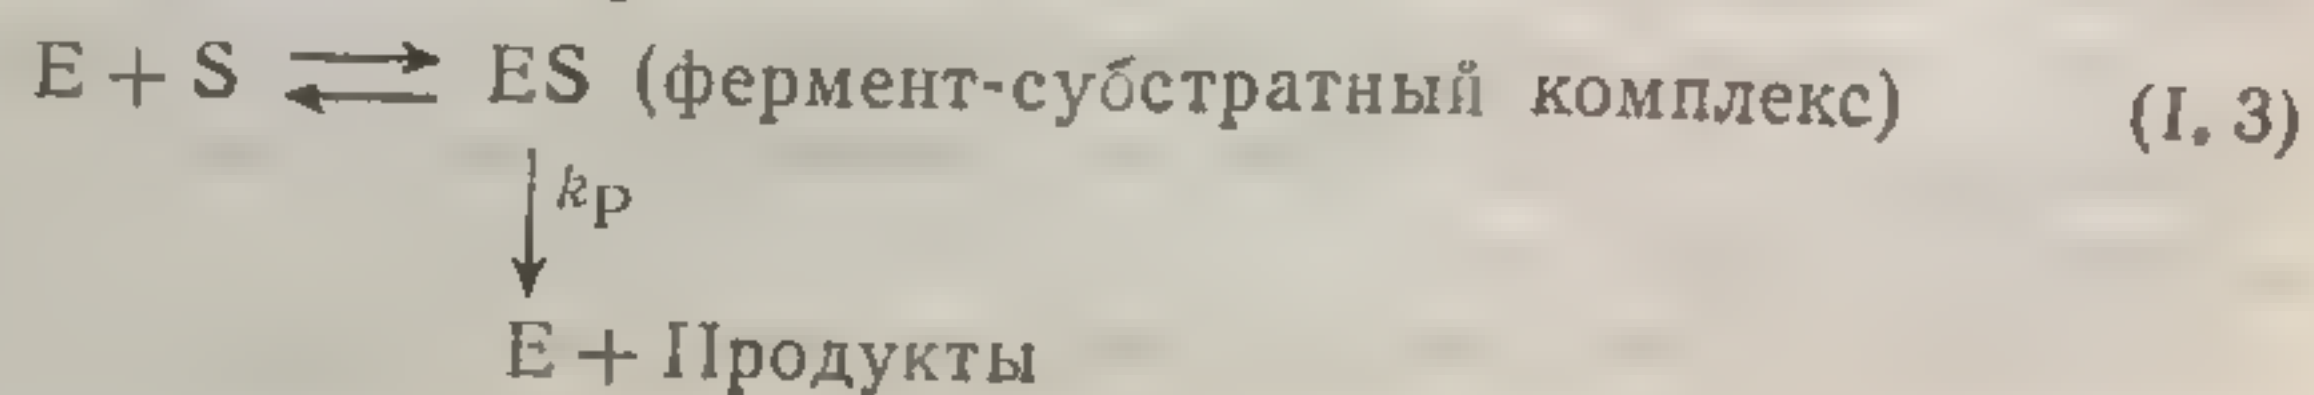 E + S ⇄ ES (фермент-субстратный комплекс) (I. 3)
↓ kP
E + Продукты